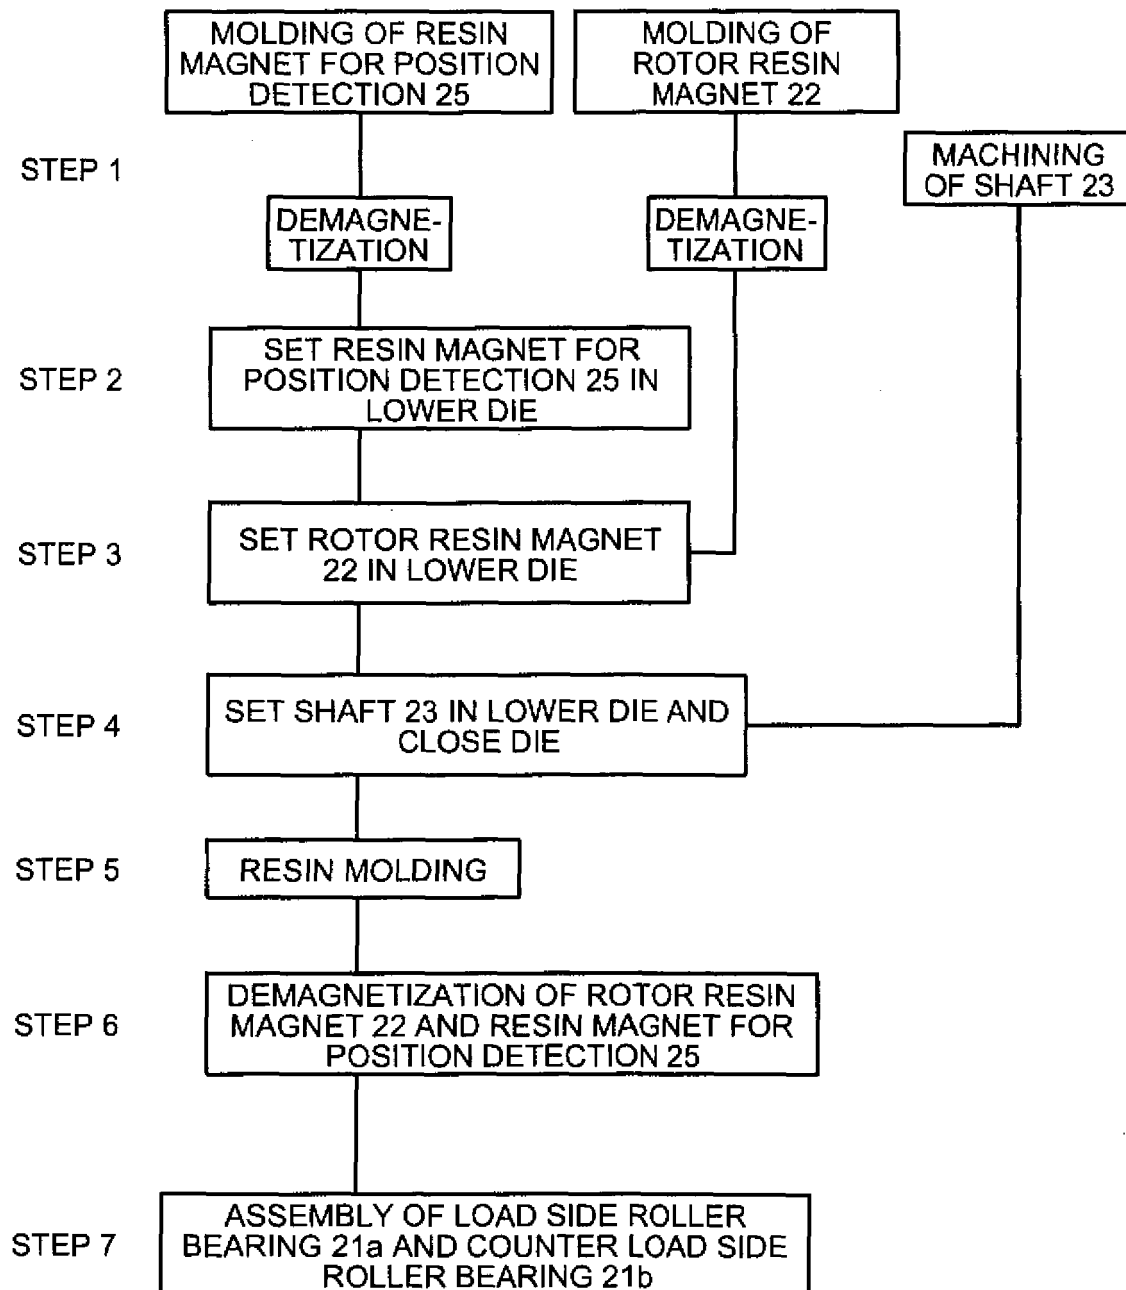 MOLDING OF RESIN
MAGNET FOR POSITION
DETECTION 25
MOLDING OF
ROTOR RESIN
MAGNET 22
STEP 1
MACHINING
OF SHAFT 23
DEMAGNE-
TIZATION
DEMAGNE-
TIZATION
STEP 2
SET RESIN MAGNET FOR
POSITION DETECTION 25 IN
LOWER DIE
STEP 3
SET ROTOR RESIN MAGNET
22 IN LOWER DIE
STEP 4
SET SHAFT 23 IN LOWER DIE AND
CLOSE DIE
STEP 5
RESIN MOLDING
STEP 6
DEMAGNETIZATION OF ROTOR RESIN
MAGNET 22 AND RESIN MAGNET FOR
POSITION DETECTION 25
STEP 7
ASSEMBLY OF LOAD SIDE ROLLER
BEARING 21a AND COUNTER LOAD SIDE
ROLLER BEARING 21b